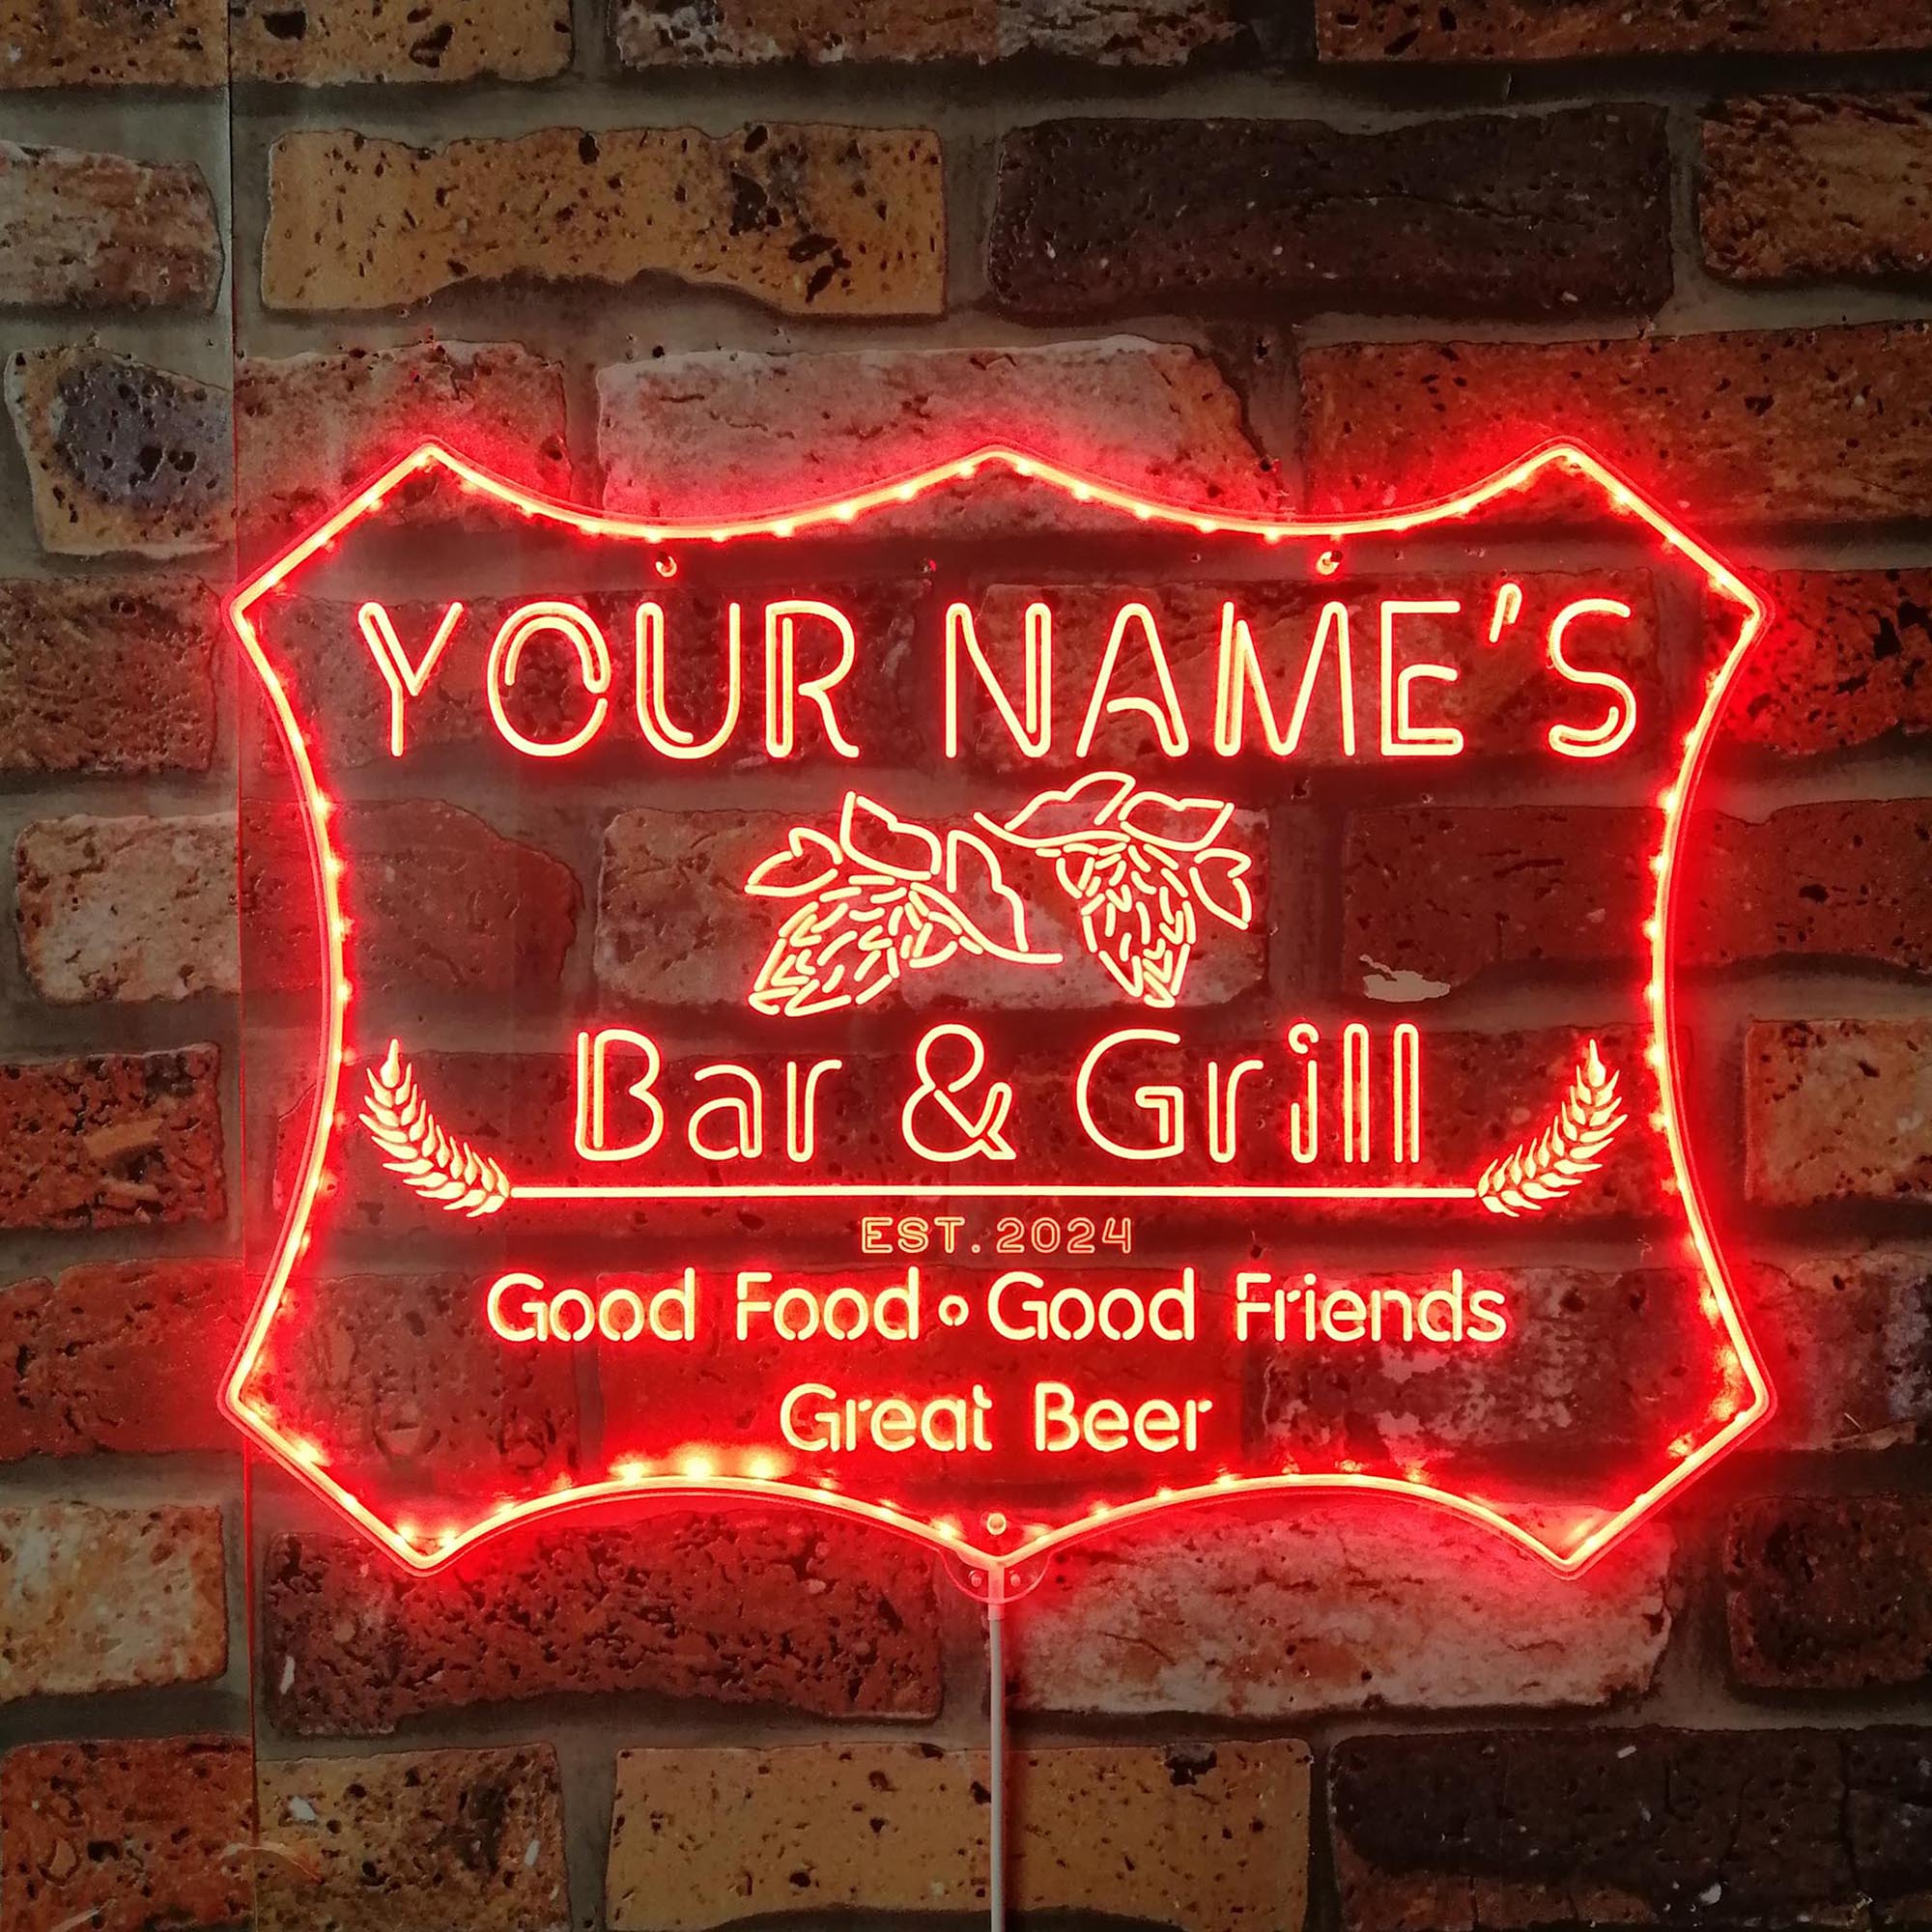 YOUR NAME'S
Bar & Grill
EST.2024
Good Food • Good Friends
Great Beer